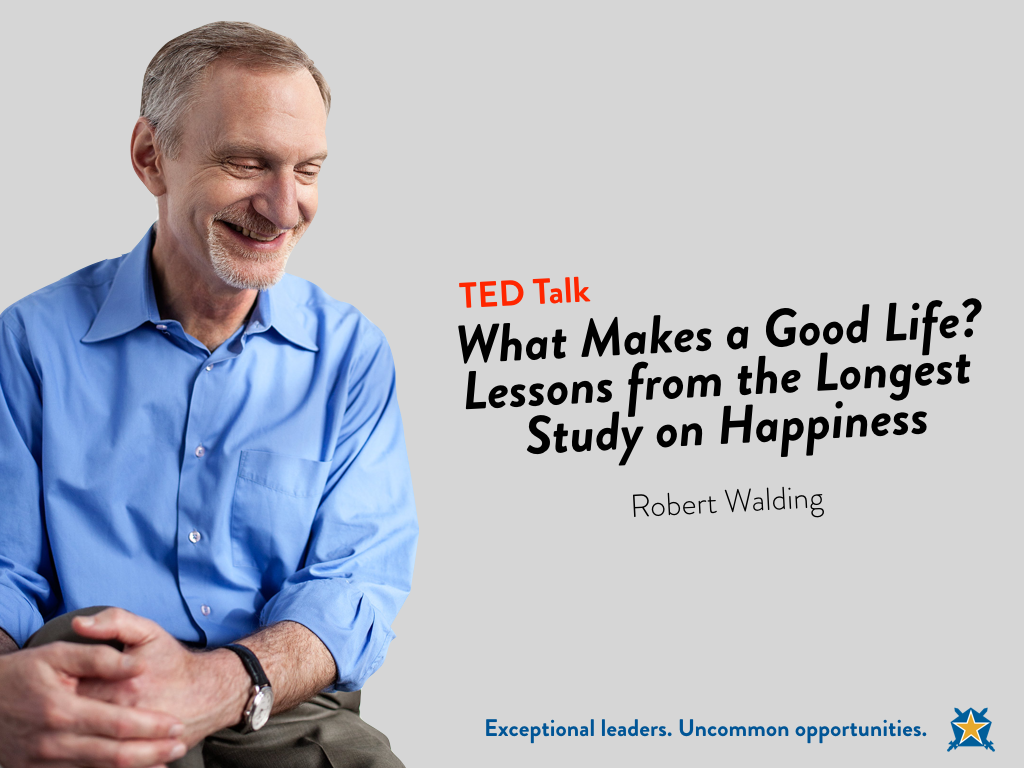 TED Talk
What Makes a Good Life?
Lessons from the Longest
Study on Happiness
Robert Walding
Exceptional leaders. Uncommon opportunities.